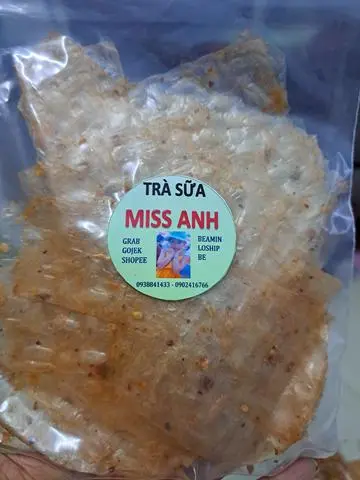 TRÀ SỮA
MISS ANH
GRAB
GOJEK
SHOPEE
BEAMIN
LOSHIP
BE
0938841433 - 0902416766